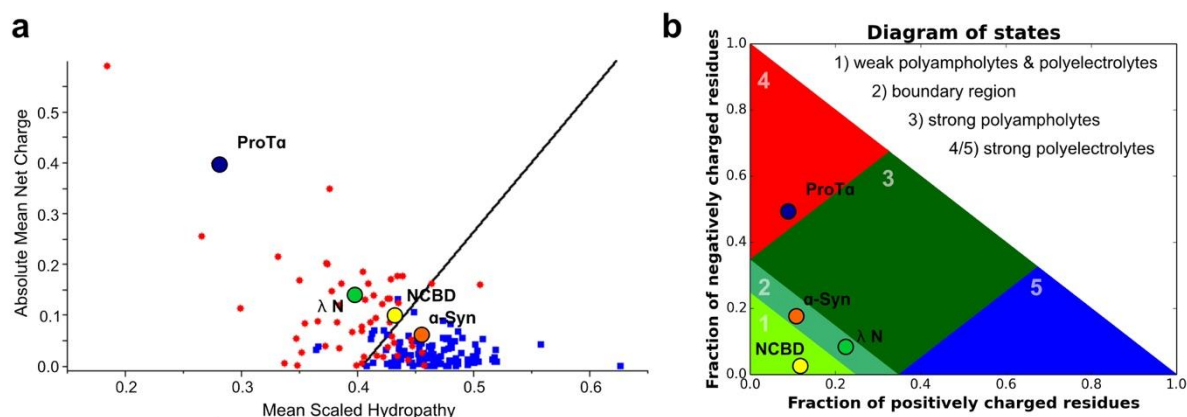 a
Absolute Mean Net Charge
0.5
0.4
0.3
0.2
0.1
0.0
ProTα
λ N
NCBD
α-Syn
0.2
0.3
0.4
0.5
0.6
Mean Scaled Hydropathy
b
Diagram of states
Fraction of negatively charged residues
1.0
0.8
0.6
0.4
0.2
0.0
1) weak polyampholytes & polyelectrolytes
2) boundary region
3) strong polyampholytes
4/5) strong polyelectrolytes
4
3
ProTα
2
α-Syn
5
1
λ N
NCBD
0.0
0.2
0.4
0.6
0.8
1.0
Fraction of positively charged residues